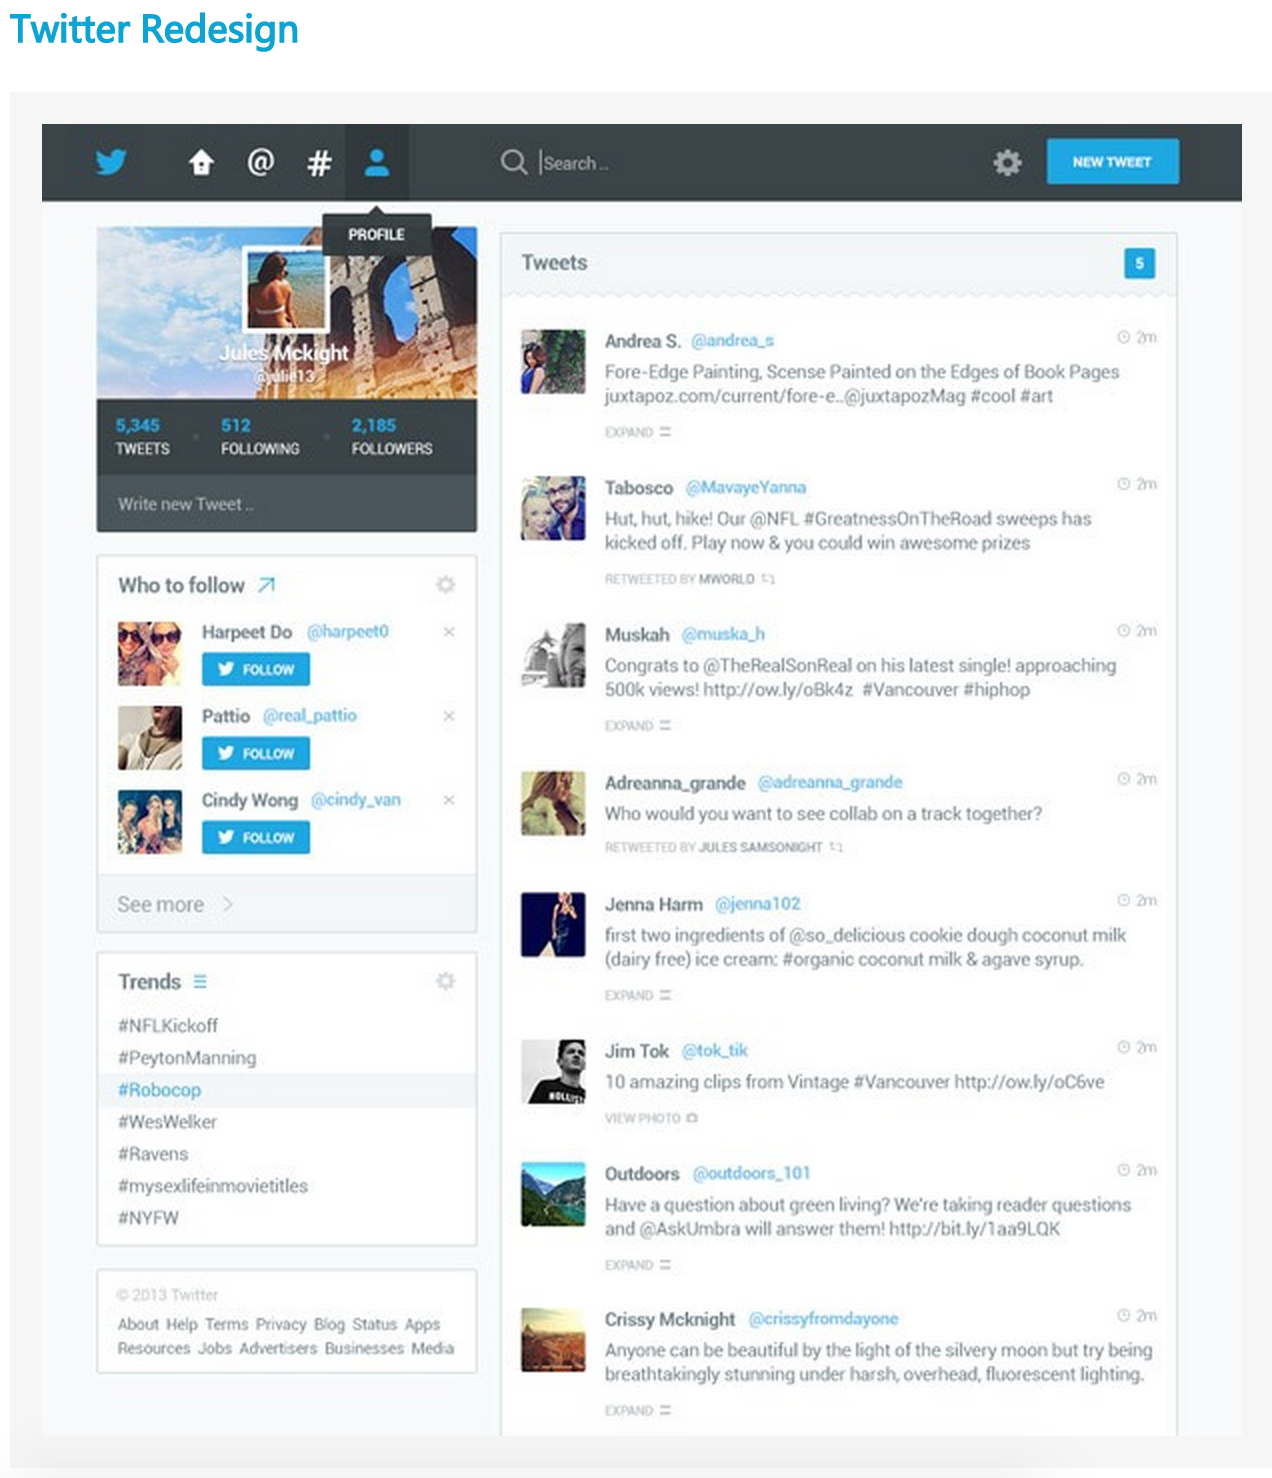 Twitter Redesign
@ #
Search ..
NEW TWEET
PROFILE
Jules Mckight
@julie13
5,345 512 2,185
TWEETS FOLLOWING FOLLOWERS
Write new Tweet ..
Who to follow
Harpeet Do @harpeet0
FOLLOW
Pattio @real_pattio
FOLLOW
Cindy Wong @cindy_van
FOLLOW
See more
Trends
#NFLKickoff
#PeytonManning
#Robocop
#WesWelker
#Ravens
#mysexlifeinmovietitles
#NYFW
© 2013 Twitter
About Help Terms Privacy Blog Status Apps
Resources Jobs Advertisers Businesses Media
Tweets 5
Andrea S. @andrea_s 2m
Fore-Edge Painting, Scense Painted on the Edges of Book Pages
juxtapoz.com/current/fore-e..@juxtapozMag #cool #art
EXPAND
Tabosco @MavayeYanna 2m
Hut, hut, hike! Our @NFL #GreatnessOnTheRoad sweeps has
kicked off. Play now & you could win awesome prizes
RETWEETED BY MWORLD
Muskah @muska_h 2m
Congrats to @TheRealSonReal on his latest single! approaching
500k views! http://ow.ly/oBk4z #Vancouver #hiphop
EXPAND
Adreanna_grande @adreanna_grande 2m
Who would you want to see collab on a track together?
RETWEETED BY JULES SAMSONIGHT
Jenna Harm @jenna102 2m
first two ingredients of @so_delicious cookie dough coconut milk
(dairy free) ice cream: #organic coconut milk & agave syrup.
EXPAND
Jim Tok @tok_tik 2m
10 amazing clips from Vintage #Vancouver http://ow.ly/oC6ve
VIEW PHOTO
Outdoors @outdoors_101 2m
Have a question about green living? We're taking reader questions
and @AskUmbra will answer them! http://bit.ly/1aa9LQK
EXPAND
Crissy Mcknight @crissyfromdayone 2m
Anyone can be beautiful by the light of the silvery moon but try being
breathtakingly stunning under harsh, overhead, fluorescent lighting.
EXPAND